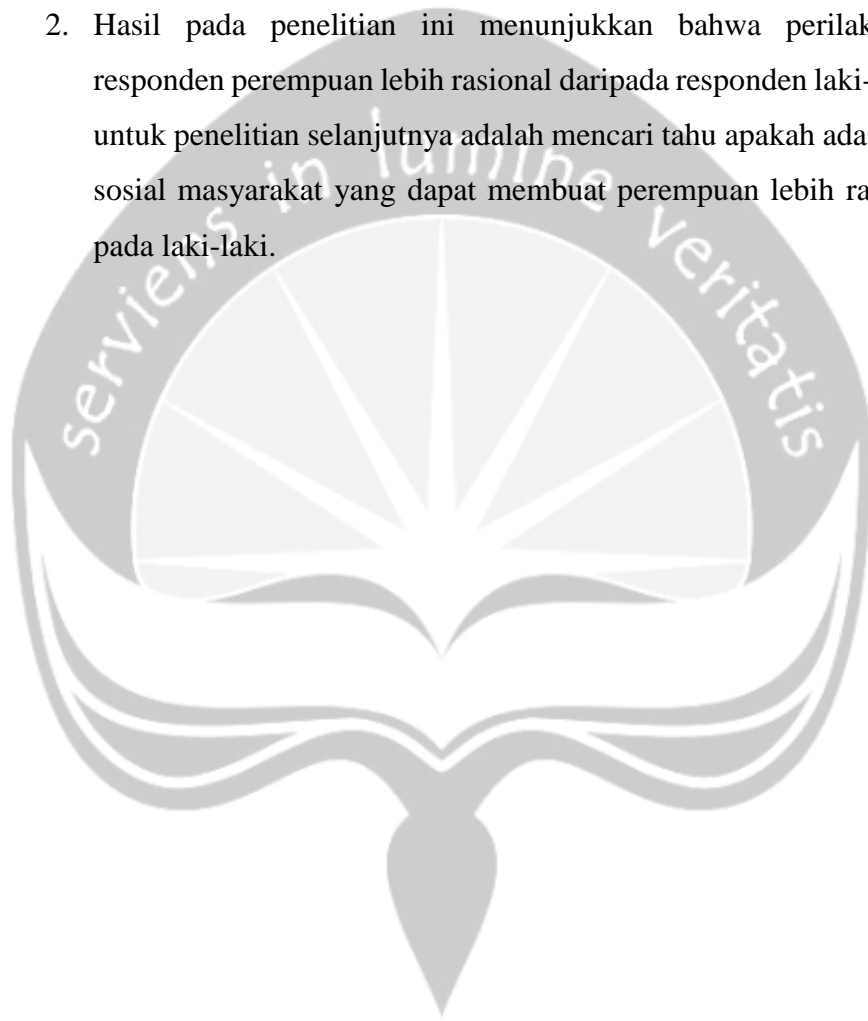 2. Hasil pada penelitian ini menunjukkan bahwa perilak
responden perempuan lebih rasional daripada responden laki-
untuk penelitian selanjutnya adalah mencari tahu apakah ada
sosial masyarakat yang dapat membuat perempuan lebih ra
pada laki-laki.
serviens in lumine veritatis